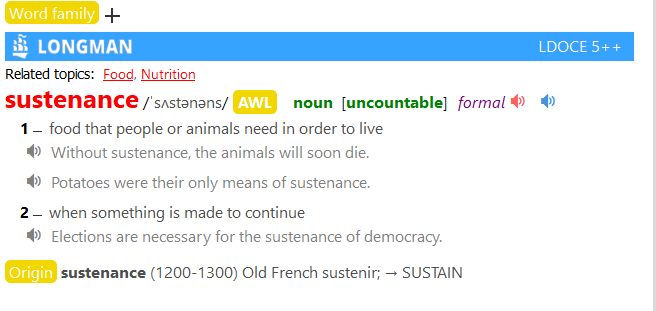 Word family +
LONGMAN LDOCE 5++
Related topics: Food, Nutrition
sustenance /ˈsʌstənəns/ AWL noun [uncountable] formal
1 – food that people or animals need in order to live
Without sustenance, the animals will soon die.
Potatoes were their only means of sustenance.
2 – when something is made to continue
Elections are necessary for the sustenance of democracy.
Origin sustenance (1200-1300) Old French sustenir; → SUSTAIN